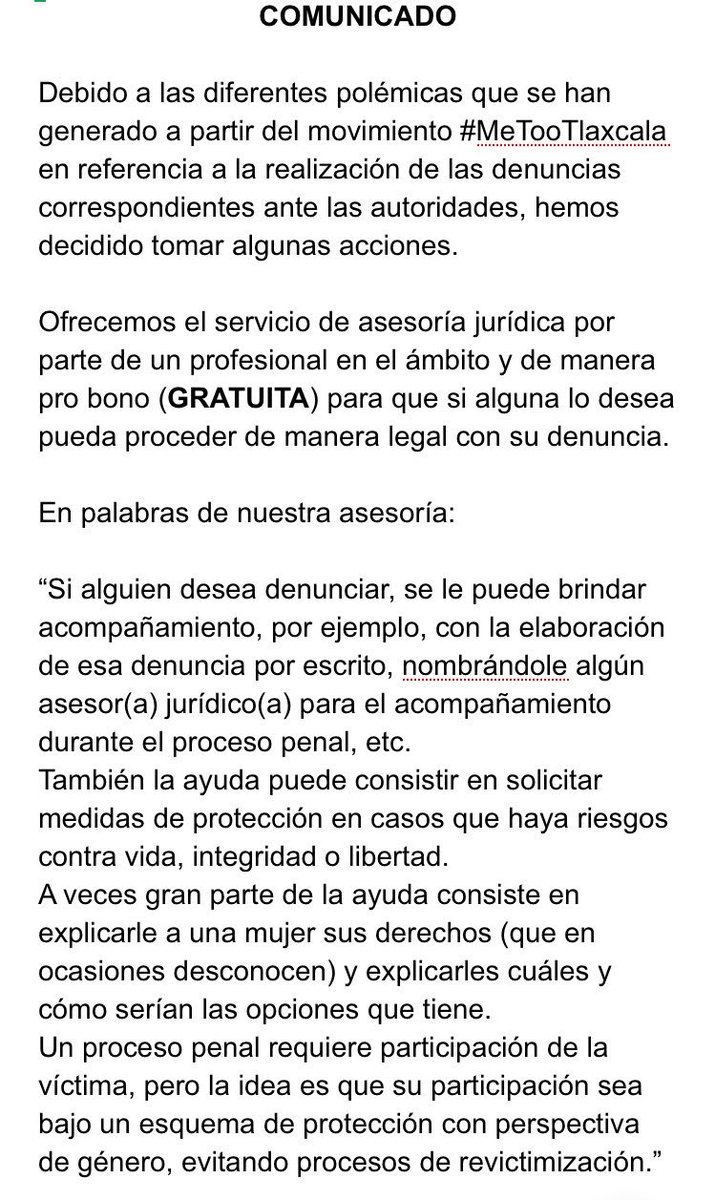 COMUNICADO
Debido a las diferentes polémicas que se han
generado a partir del movimiento #MeTooTlaxcala
en referencia a la realización de las denuncias
correspondientes ante las autoridades, hemos
decidido tomar algunas acciones.
Ofrecemos el servicio de asesoría jurídica por
parte de un profesional en el ámbito y de manera
pro bono (GRATUITA) para que si alguna lo desea
pueda proceder de manera legal con su denuncia.
En palabras de nuestra asesoría:
“Si alguien desea denunciar, se le puede brindar
acompañamiento, por ejemplo, con la elaboración
de esa denuncia por escrito, nombrándole algún
asesor(a) jurídico(a) para el acompañamiento
durante el proceso penal, etc.
También la ayuda puede consistir en solicitar
medidas de protección en casos que haya riesgos
contra vida, integridad o libertad.
A veces gran parte de la ayuda consiste en
explicarle a una mujer sus derechos (que en
ocasiones desconocen) y explicarles cuáles y
cómo serían las opciones que tiene.
Un proceso penal requiere participación de la
víctima, pero la idea es que su participación sea
bajo un esquema de protección con perspectiva
de género, evitando procesos de revictimización.”